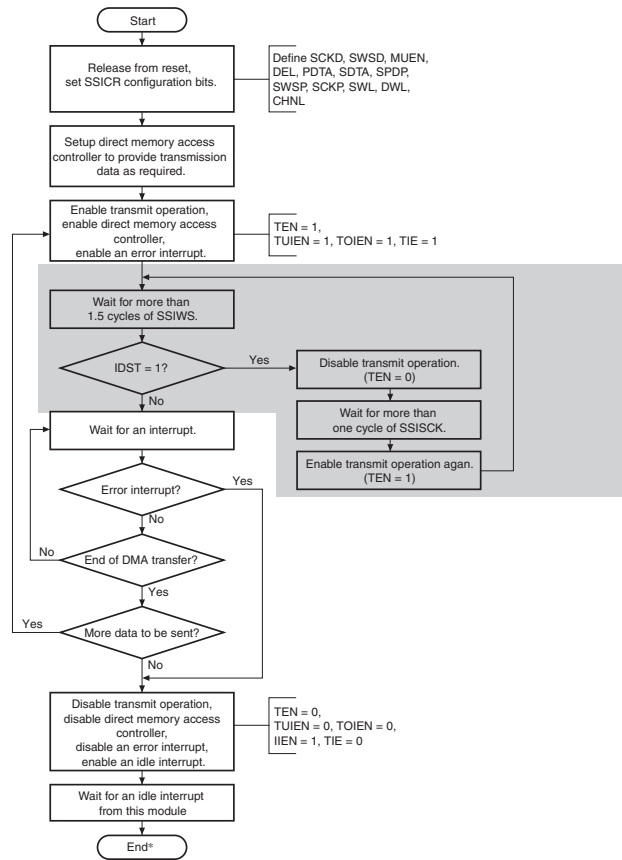 Start
Release from reset,
set SSICR configuration bits.
Define SCKD, SWSD, MUEN,
DEL, PDTA, SDTA, SPDP,
SWSP, SCKP, SWL, DWL,
CHNL
Setup direct memory access
controller to provide transmission
data as required.
Enable transmit operation,
enable direct memory access
controller,
enable an error interrupt.
TEN = 1,
TUIEN = 1, TOIEN = 1, TIE = 1
Wait for more than
1.5 cycles of SSIWS.
IDST = 1?
Yes
No
Disable transmit operation.
(TEN = 0)
Wait for more than
one cycle of SSISCK.
Enable transmit operation agan.
(TEN = 1)
Wait for an interrupt.
Error interrupt?
Yes
No
End of DMA transfer?
No
Yes
More data to be sent?
Yes
No
Disable transmit operation,
disable direct memory access
controller,
disable an error interrupt,
enable an idle interrupt.
TEN = 0,
TUIEN = 0, TOIEN = 0,
IIEN = 1, TIE = 0
Wait for an idle interrupt
from this module
End*